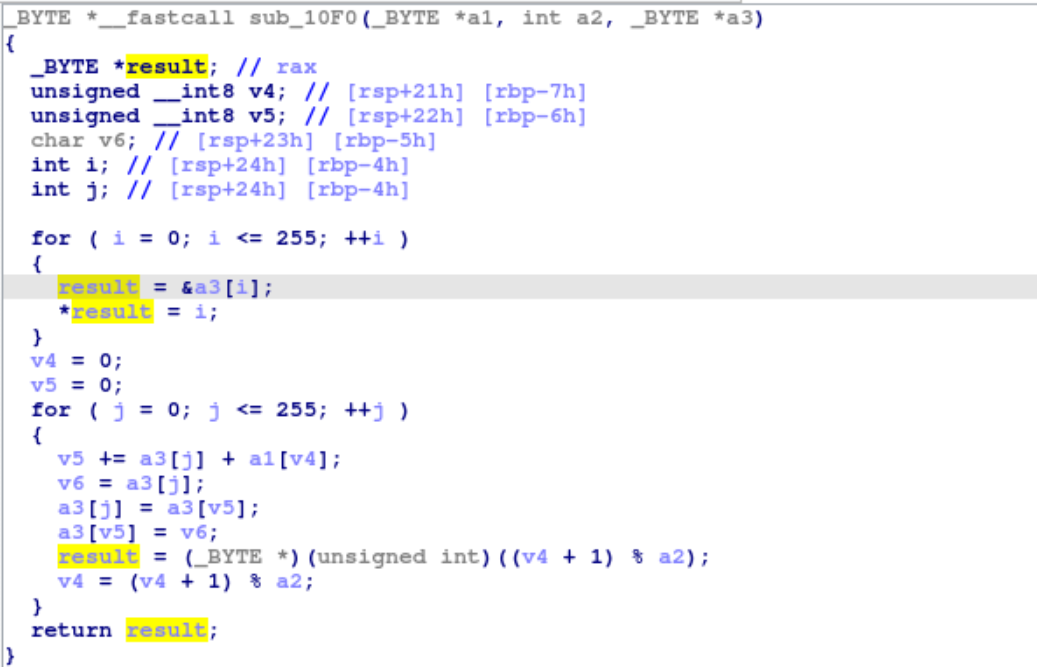 _BYTE *__fastcall sub_10F0(_BYTE *a1, int a2, _BYTE *a3)
{
  _BYTE *result; // rax
  unsigned __int8 v4; // [rsp+21h] [rbp-7h]
  unsigned __int8 v5; // [rsp+22h] [rbp-6h]
  char v6; // [rsp+23h] [rbp-5h]
  int i; // [rsp+24h] [rbp-4h]
  int j; // [rsp+24h] [rbp-4h]

  for ( i = 0; i <= 255; ++i )
  {
    result = &a3[i];
    *result = i;
  }
  v4 = 0;
  v5 = 0;
  for ( j = 0; j <= 255; ++j )
  {
    v5 += a3[j] + a1[v4];
    v6 = a3[j];
    a3[j] = a3[v5];
    a3[v5] = v6;
    result = (_BYTE *)(unsigned int)((v4 + 1) % a2);
    v4 = (v4 + 1) % a2;
  }
  return result;
}